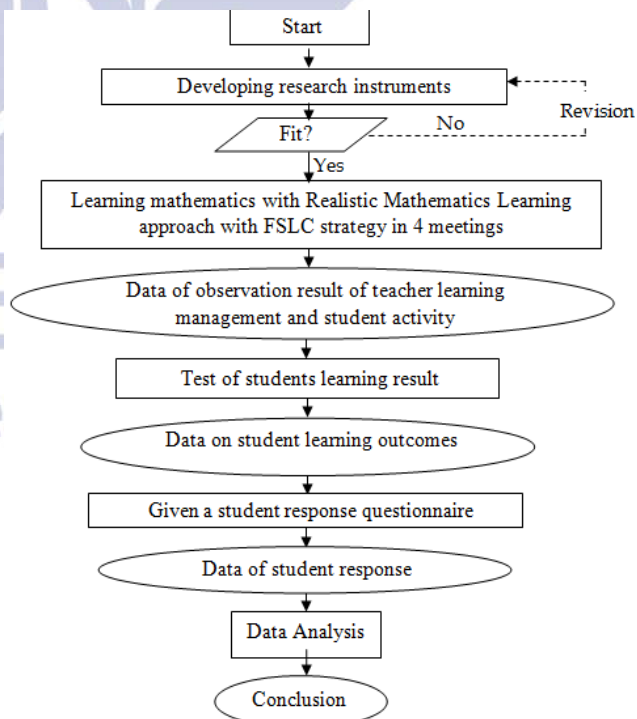 Start
Developing research instruments
Revision
Fit?
No
Yes
Learning mathematics with Realistic Mathematics Learning
approach with FSLC strategy in 4 meetings
Data of observation result of teacher learning
management and student activity
Test of students learning result
Data on student learning outcomes
Given a student response questionnaire
Data of student response
Data Analysis
Conclusion